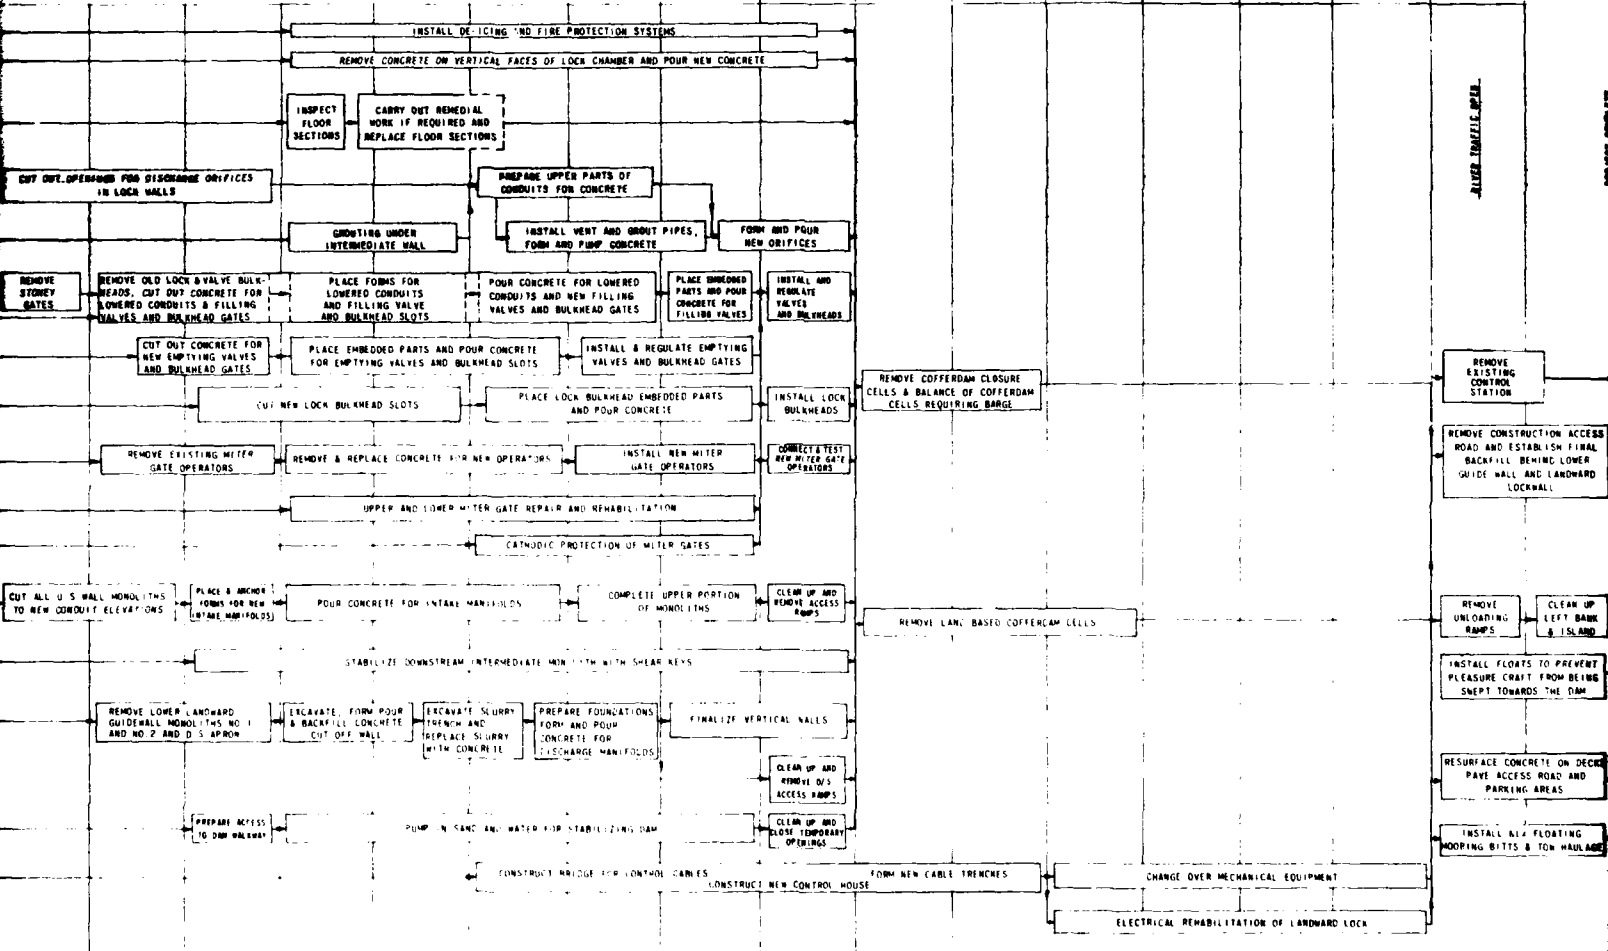 INSTALL DE-ICING AND FIRE PROTECTION SYSTEMS
REMOVE CONCRETE ON VERTICAL FACES OF LOCK CHAMBER AND POUR NEW CONCRETE
INSPECT
FLOOR
SECTIONS
CARRY OUT REMEDIAL
WORK IF REQUIRED AND
REPLACE FLOOR SECTIONS
RIVER TRAFFIC OPEN
CUT OUT OPENINGS FOR DISCHARGE ORIFICES
IN LOCK WALLS
PREPARE UPPER PARTS OF
CONDUITS FOR CONCRETE
GROUTING UNDER
INTERMEDIATE WALL
INSTALL VENT AND GROUT PIPES,
FORM AND PUMP CONCRETE
FORM AND POUR
NEW ORIFICES
REMOVE
STONEY
GATES
REMOVE OLD LOCK & VALVE BULK-
HEADS, CUT OUT CONCRETE FOR
LOWERED CONDUITS & FILLING
VALVES AND BULKHEAD GATES
PLACE FORMS FOR
LOWERED CONDUITS
AND FILLING VALVE
AND BULKHEAD SLOTS
POUR CONCRETE FOR LOWERED
CONDUITS AND NEW FILLING
VALVES AND BULKHEAD GATES
PLACE EMBEDDED
PARTS AND POUR
CONCRETE FOR
FILLING VALVES
INSTALL AND
REGULATE
VALVES
AND BULKHEADS
CUT OUT CONCRETE FOR
NEW EMPTYING VALVES
AND BULKHEAD GATES
PLACE EMBEDDED PARTS AND POUR CONCRETE
FOR EMPTYING VALVES AND BULKHEAD SLOTS
INSTALL & REGULATE EMPTYING
VALVES AND BULKHEAD GATES
REMOVE
EXISTING
CONTROL
STATION
CUT NEW LOCK BULKHEAD SLOTS
PLACE LOCK BULKHEAD EMBEDDED PARTS
AND POUR CONCRETE
INSTALL LOCK
BULKHEADS
REMOVE COFFERDAM CLOSURE
CELLS & BALANCE OF COFFERDAM
CELLS REQUIRING BARGE
REMOVE EXISTING MITER
GATE OPERATORS
REMOVE & REPLACE CONCRETE FOR NEW OPERATORS
INSTALL NEW MITER
GATE OPERATORS
CONNECT & TEST
NEW MITER GATE
OPERATORS
REMOVE CONSTRUCTION ACCESS
ROAD AND ESTABLISH FINAL
BACKFILL BEHIND LOWER
GUIDE WALL AND LANDWARD
LOCKWALL
UPPER AND LOWER MITER GATE REPAIR AND REHABILITATION
CATHODIC PROTECTION OF MITER GATES
CUT ALL U S WALL MONOLITHS
TO NEW CONDUIT ELEVATIONS
PLACE & ANCHOR
FORMS FOR NEW
INTAKE MANIFOLDS
POUR CONCRETE FOR INTAKE MANIFOLDS
COMPLETE UPPER PORTION
OF MONOLITHS
CLEAN UP AND
REMOVE ACCESS
RAMPS
REMOVE LAND BASED COFFERDAM CELLS
REMOVE
UNLOADING
RAMPS
CLEAN UP
LEFT BANK
& ISLAND
STABILIZE DOWNSTREAM INTERMEDIATE MONOLITH WITH SHEAR KEYS
INSTALL FLOATS TO PREVENT
PLEASURE CRAFT FROM BEING
SWEPT TOWARDS THE DAM
REMOVE LOWER LANDWARD
GUIDEWALL MONOLITHS NO. 1
AND NO. 2 AND D S APRON
EXCAVATE, FORM POUR
& BACKFILL CONCRETE
CUT OFF WALL
EXCAVATE SLURRY
TRENCH AND
REPLACE SLURRY
WITH CONCRETE
PREPARE FOUNDATIONS
FORM AND POUR
CONCRETE FOR
DISCHARGE MANIFOLDS
FINALIZE VERTICAL WALLS
CLEAN UP AND
REMOVE D/S
ACCESS RAMPS
RESURFACE CONCRETE ON DECKS
PAVE ACCESS ROAD AND
PARKING AREAS
PREPARE ACCESS
TO DAM WALKWAY
PUMP IN SAND AND WATER FOR STABILIZING DAM
CLEAN UP AND
CLOSE TEMPORARY
OPENINGS
INSTALL NEW FLOATING
MOORING BITTS & TOW HAULAGE
CONSTRUCT BRIDGE FOR CONTROL CABLES
FORM NEW CABLE TRENCHES
CONSTRUCT NEW CONTROL HOUSE
CHANGE OVER MECHANICAL EQUIPMENT
ELECTRICAL REHABILITATION OF LANDWARD LOCK